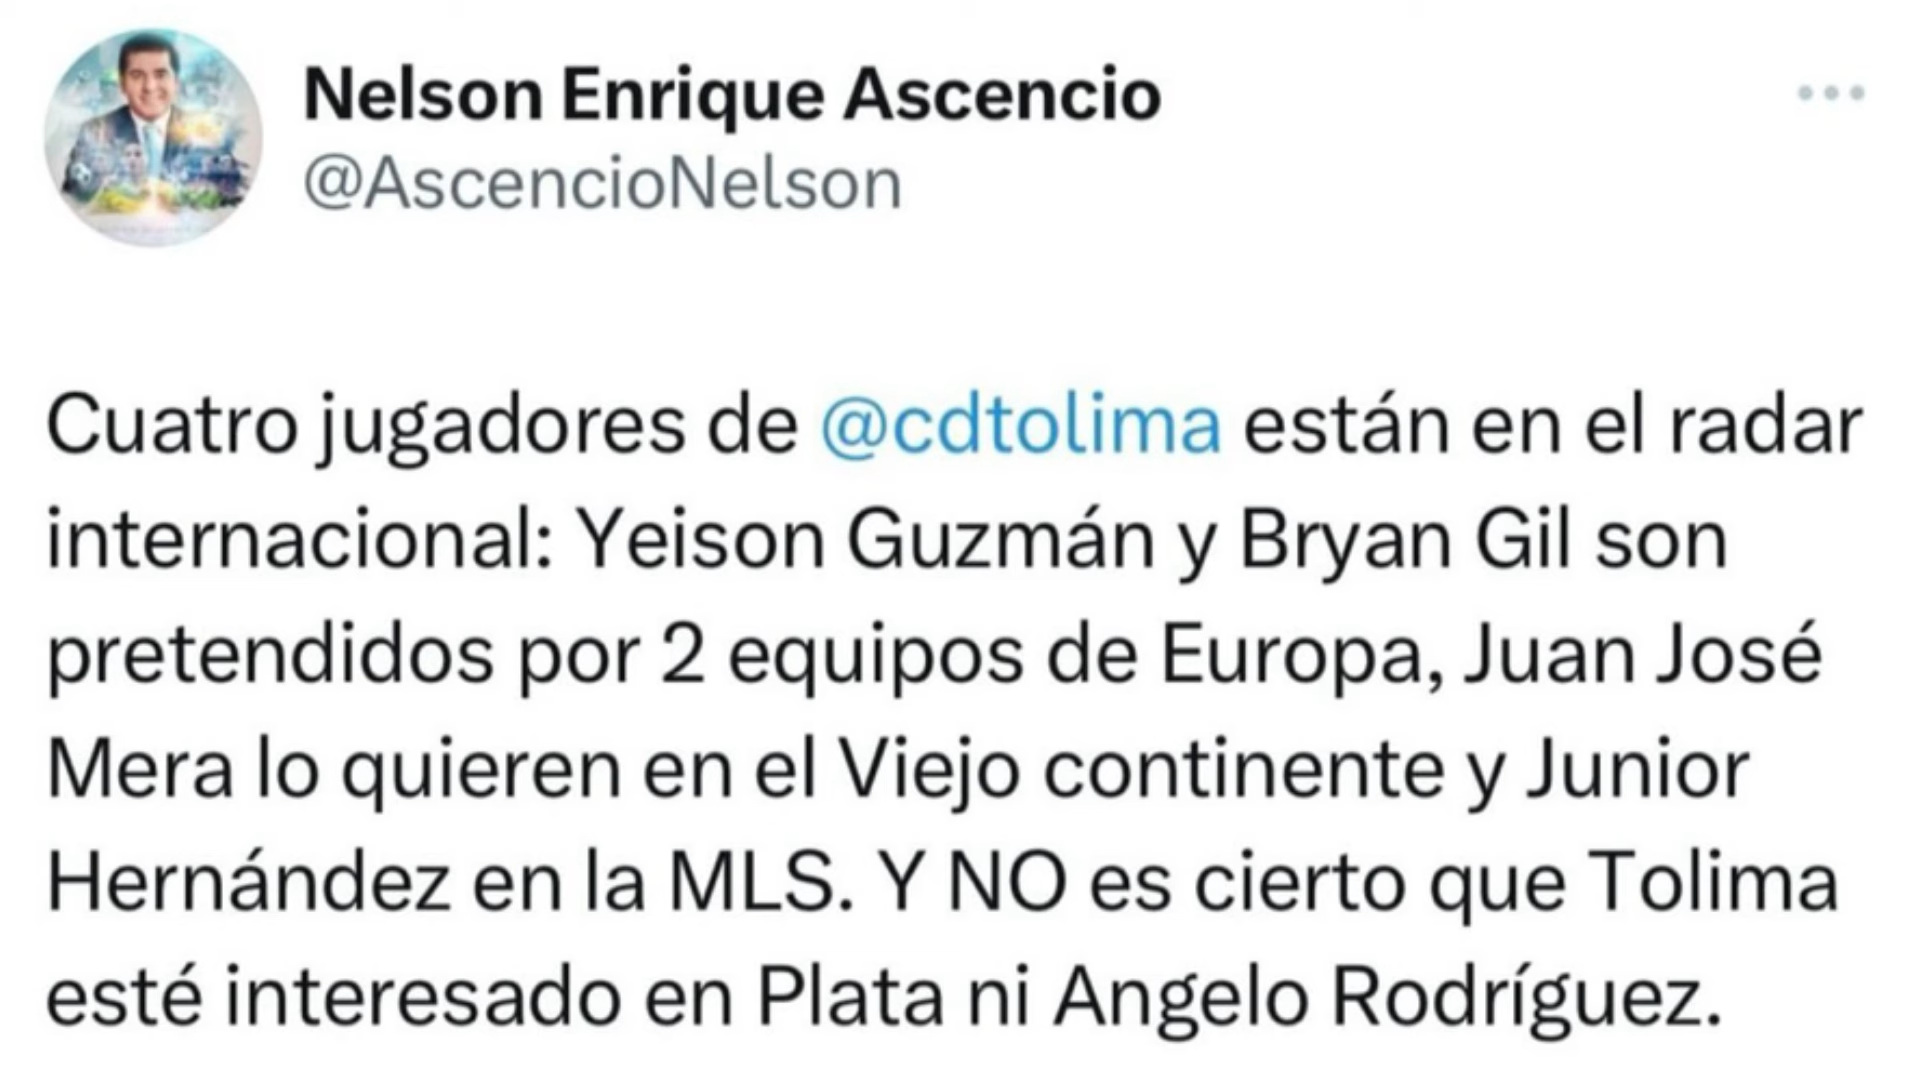 Nelson Enrique Ascencio
@AscencioNelson
Cuatro jugadores de @cdtolima están en el radar
internacional: Yeison Guzmán y Bryan Gil son
pretendidos por 2 equipos de Europa, Juan José
Mera lo quieren en el Viejo continente y Junior
Hernández en la MLS. Y NO es cierto que Tolima
esté interesado en Plata ni Angelo Rodríguez.